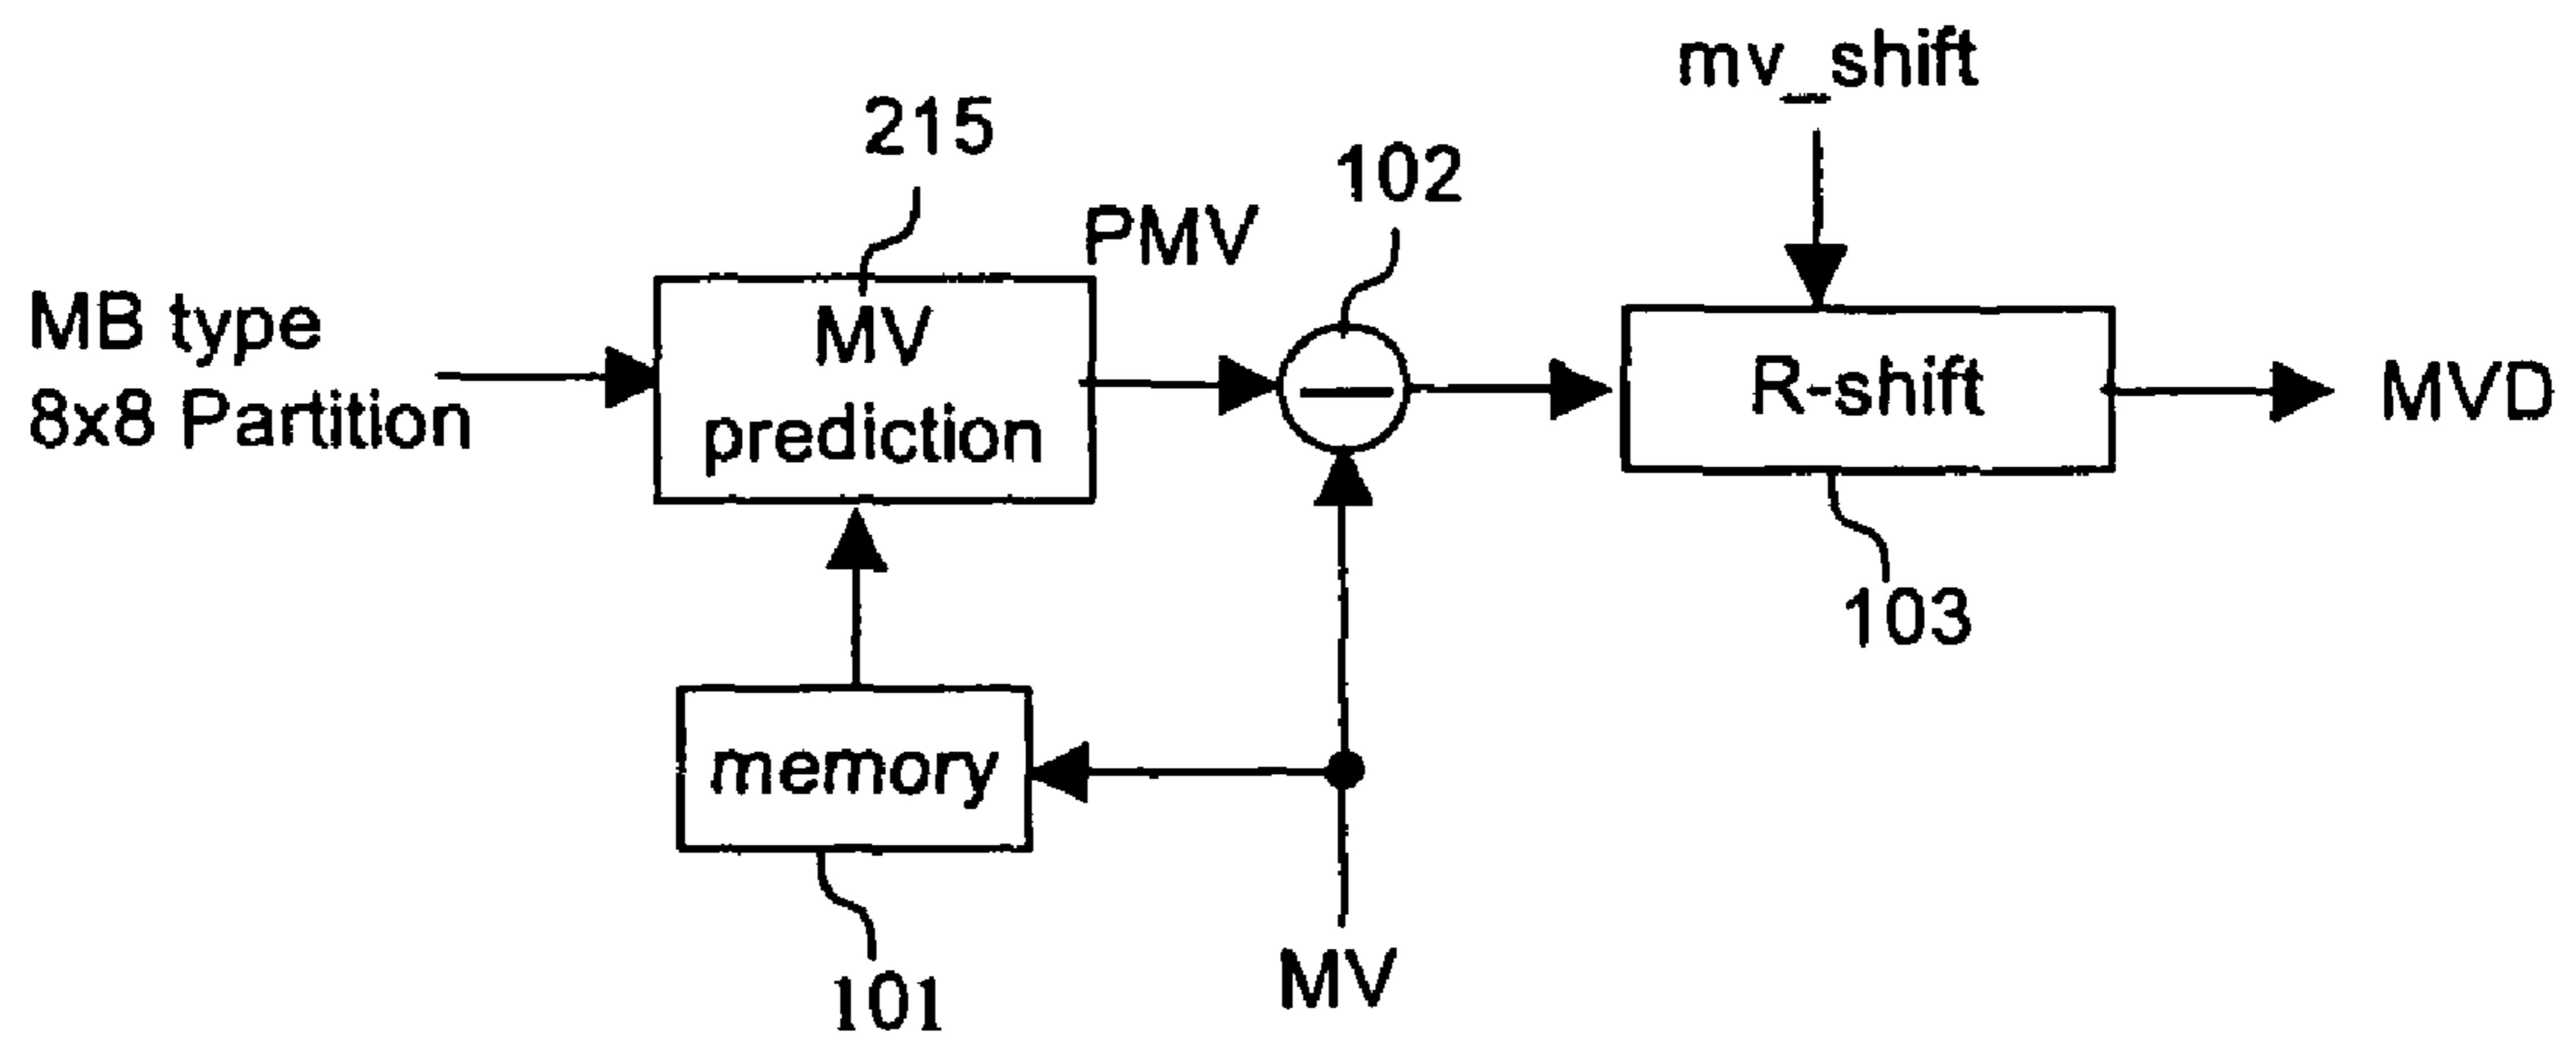 mv_shift
215
102
PMV
MB type
8x8 Partition
MV
prediction
R-shift
MVD
103
memory
MV
101